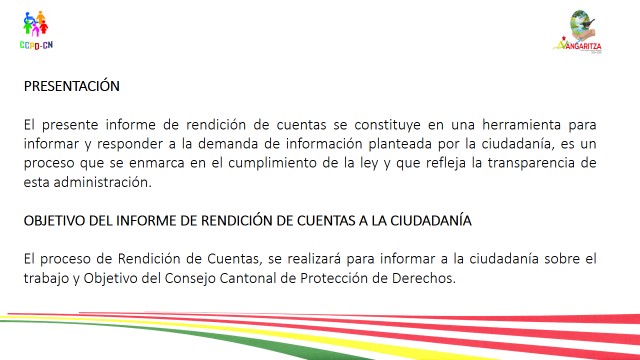 CCPD-CN
NANGARITZA
PRESENTACIÓN
El presente informe de rendición de cuentas se constituye en una herramienta para
informar y responder a la demanda de información planteada por la ciudadanía, es un
proceso que se enmarca en el cumplimiento de la ley y que refleja la transparencia de
esta administración.
OBJETIVO DEL INFORME DE RENDICIÓN DE CUENTAS A LA CIUDADANÍA
El proceso de Rendición de Cuentas, se realizará para informar a la ciudadanía sobre el
trabajo y Objetivo del Consejo Cantonal de Protección de Derechos.